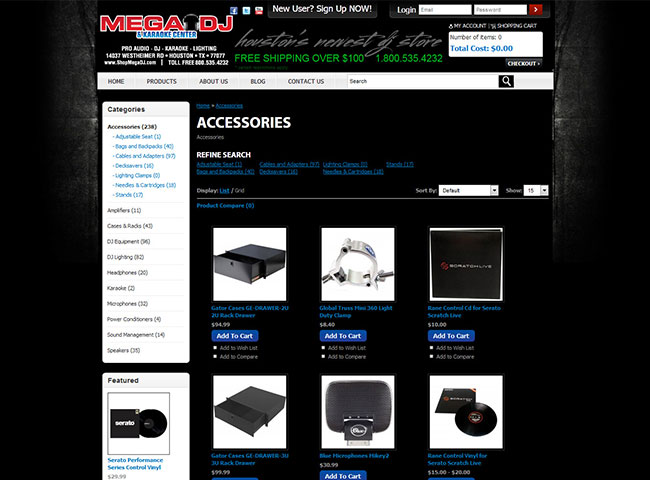 MEGA DJ
& KARAOKE CENTER
PRO AUDIO - DJ - KARAOKE - LIGHTING
14037 WESTHEIMER RD • HOUSTON • TX • 77077
www.ShopMegaDJ.com | TOLL FREE 1.800.535.4232
New User? Sign Up NOW!
Login Email Password
houston's newest dj store
FREE SHIPPING OVER $100 1.800.535.4232
MY ACCOUNT SHOPPING CART
Number of Items: 0
Total Cost: $0.00
CHECKOUT
HOME PRODUCTS ABOUT US BLOG CONTACT US Search
Categories
Accessories (238)
- Adjustable Seat (1)
- Bags and Backpacks (40)
- Cables and Adapters (97)
- Decksavers (16)
- Lighting Clamps (0)
- Needles & Cartridges (18)
- Stands (17)
Amplifiers (11)
Cases & Racks (43)
DJ Equipment (96)
DJ Lighting (82)
Headphones (20)
Karaoke (2)
Microphones (32)
Power Conditioners (4)
Sound Management (14)
Speakers (35)
Featured
serato
Serato Performance
Series Control Vinyl
$29.99
Home » Accessories
ACCESSORIES
Accessories
REFINE SEARCH
Adjustable Seat (1) Cables and Adapters (97) Lighting Clamps (0) Stands (17)
Bags and Backpacks (40) Decksavers (16) Needles & Cartridges (18)
Display: List / Grid Sort By: Default Show: 15
Product Compare (0)
SCRATCH LIVE
Gator Cases GE-DRAWER-2U
2U Rack Drawer
$94.99
Add To Cart
Add to Wish List
Add to Compare
Global Truss Mini 360 Light
Duty Clamp
$8.40
Add To Cart
Add to Wish List
Add to Compare
Rane Control Cd for Serato
Scratch Live
$10.00
Add To Cart
Add to Wish List
Add to Compare
Blue
Gator Cases GE-DRAWER-3U
3U Rack Drawer
$99.99
Add To Cart
Blue Microphones Mikey2
$30.99
Add To Cart
Rane Control Vinyl for
Serato Scratch Live
$15.00 - $20.00
Add To Cart